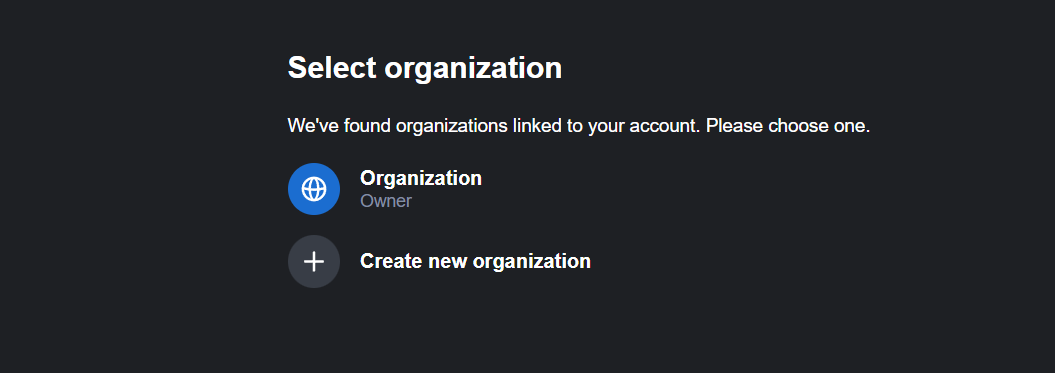 Select organization
We've found organizations linked to your account. Please choose one.
Organization
Owner
Create new organization